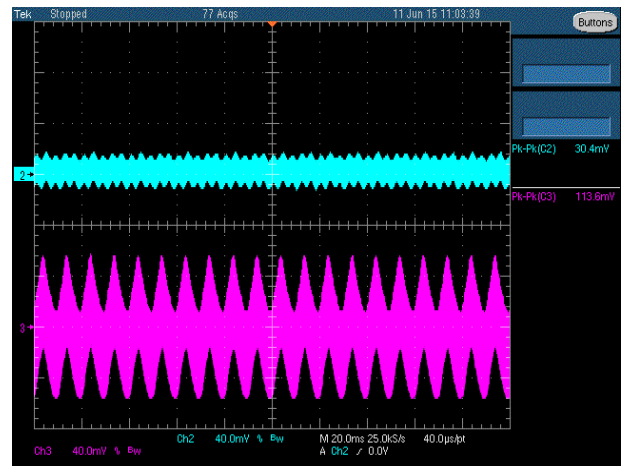 Tek Stopped 77 Acqs 11 Jun 15 11:03:39
Buttons
Pk-Pk(C2) 30.4mV
2
Pk-Pk(C3) 113.6mV
3
Ch2 40.0mV % Bw M 20.0ms 25.0kS/s 40.0µs/pt
A Ch2 / 0.0V
Ch3 40.0mV % Bw